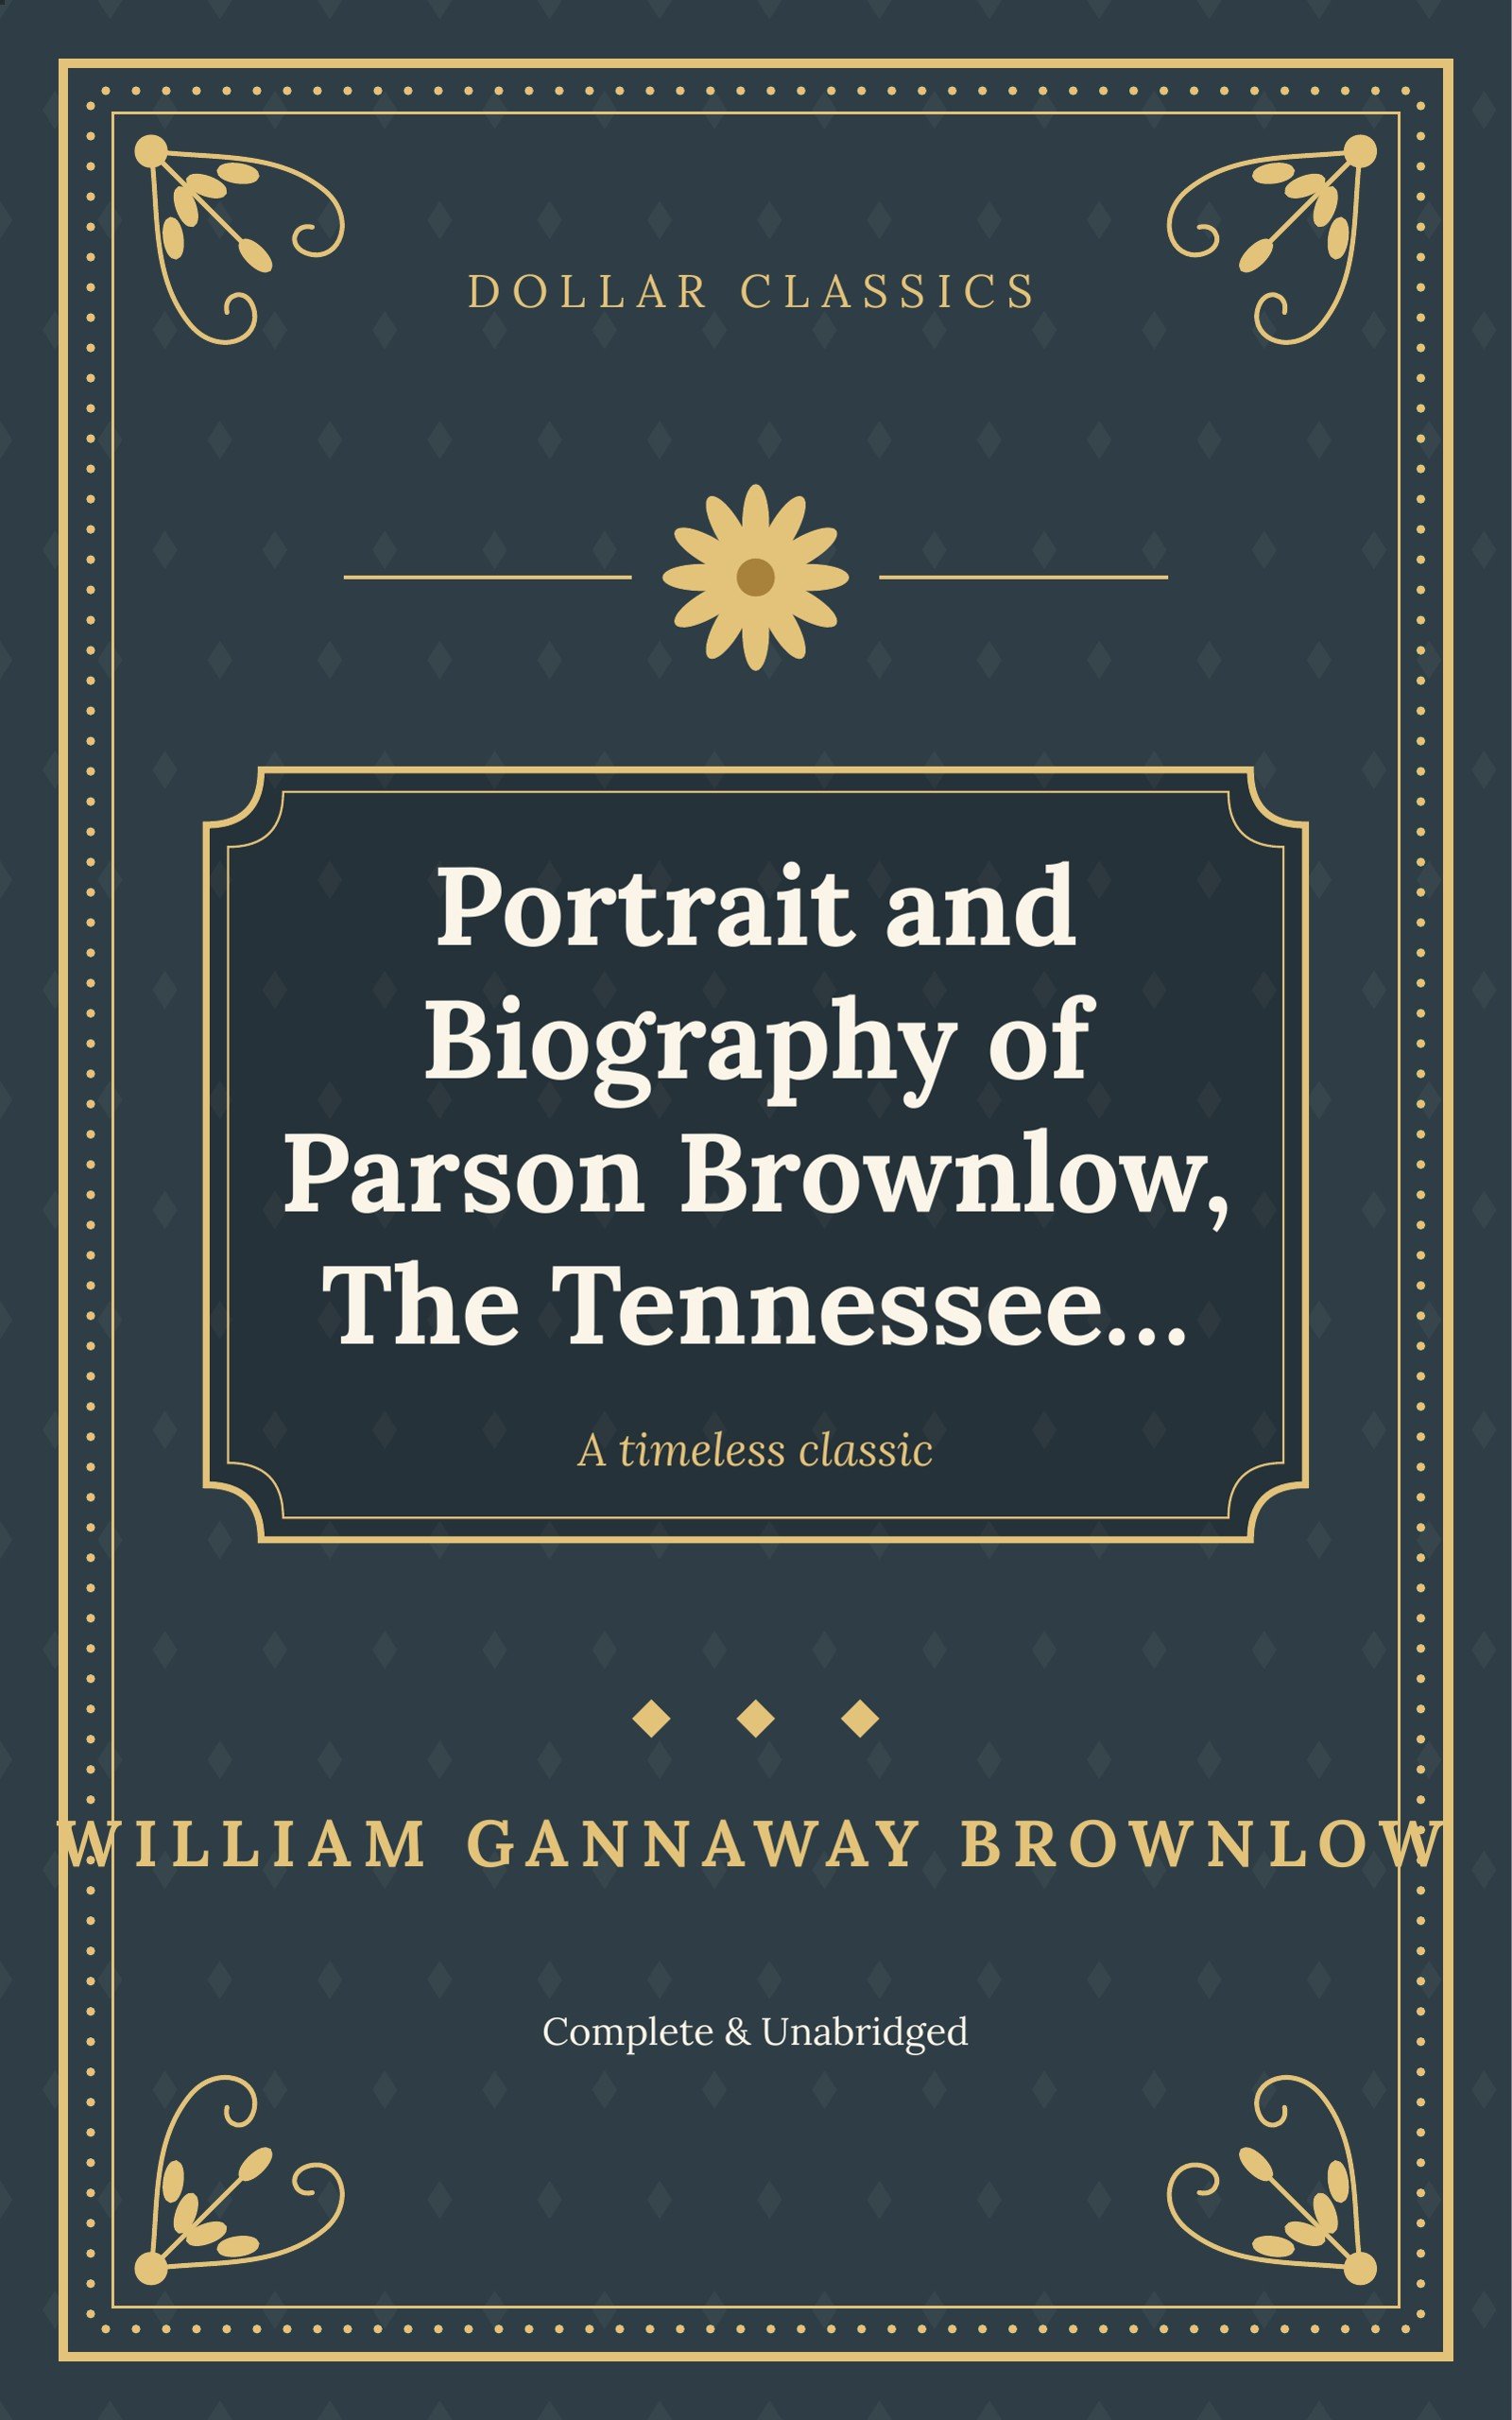 DOLLAR CLASSICS
Portrait and
Biography of
Parson Brownlow,
The Tennessee...
A timeless classic
WILLIAM GANNAWAY BROWNLOW
Complete & Unabridged